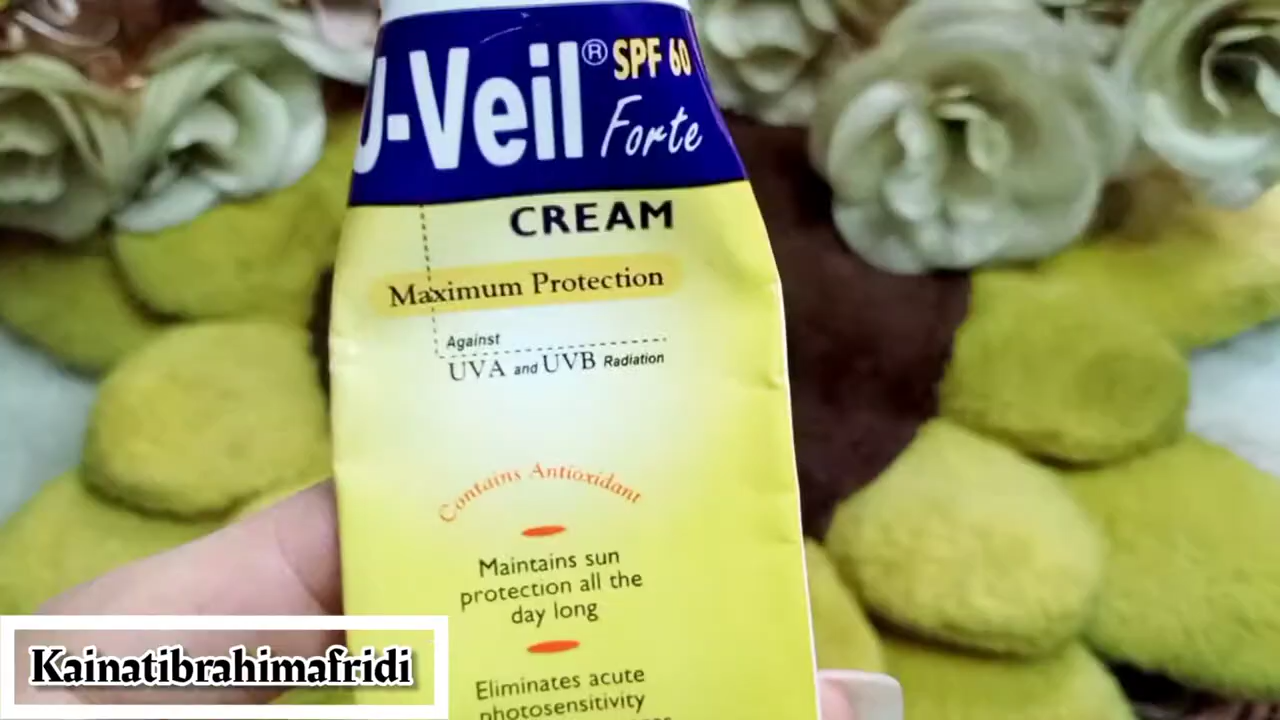 U-Veil® SPF 60
Forte
CREAM
Maximum Protection
Against
UVA and UVB Radiation
Contains Antioxidant
Maintains sun
protection all the
day long
Eliminates acute
photosensitivity
Kainatibrahimafridi